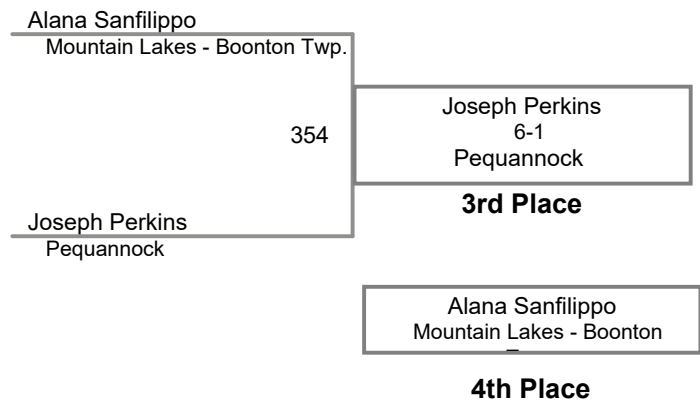 Alana Sanfilippo
Mountain Lakes - Boonton Twp.
354
Joseph Perkins
6-1
Pequannock
3rd Place
Joseph Perkins
Pequannock
Alana Sanfilippo
Mountain Lakes - Boonton
4th Place